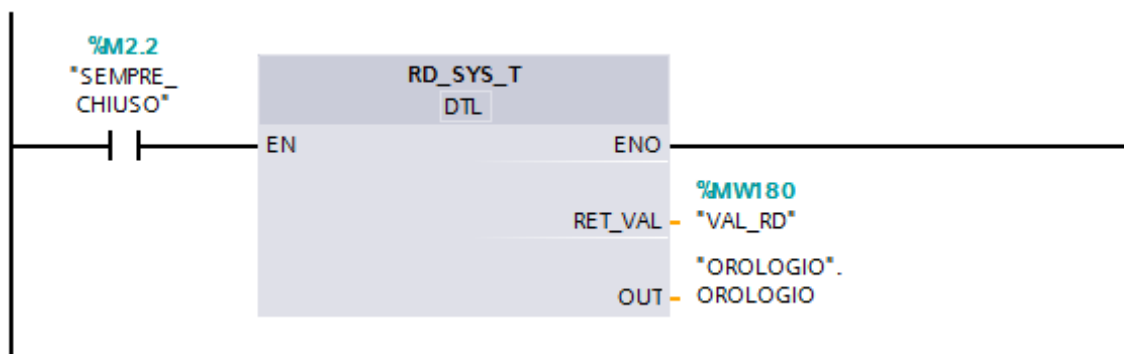 %M2.2
"SEMPRE_
CHIUSO"
RD_SYS_T
DTL
EN
ENO
%MW180
RET_VAL
"VAL_RD"
"OROLOGIO".
OUT
OROLOGIO